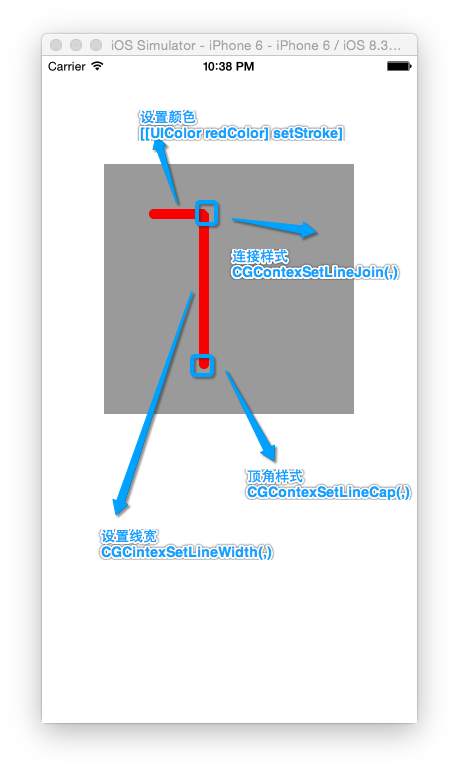 iOS Simulator - iPhone 6 - iPhone 6 / iOS 8.3...
Carrier 10:38 PM
设置颜色
[[UIColor redColor] setStroke]
连接样式
CGContexSetLineJoin(,)
顶角样式
CGContexSetLineCap(,)
设置线宽
CGCintexSetLineWidth(,)